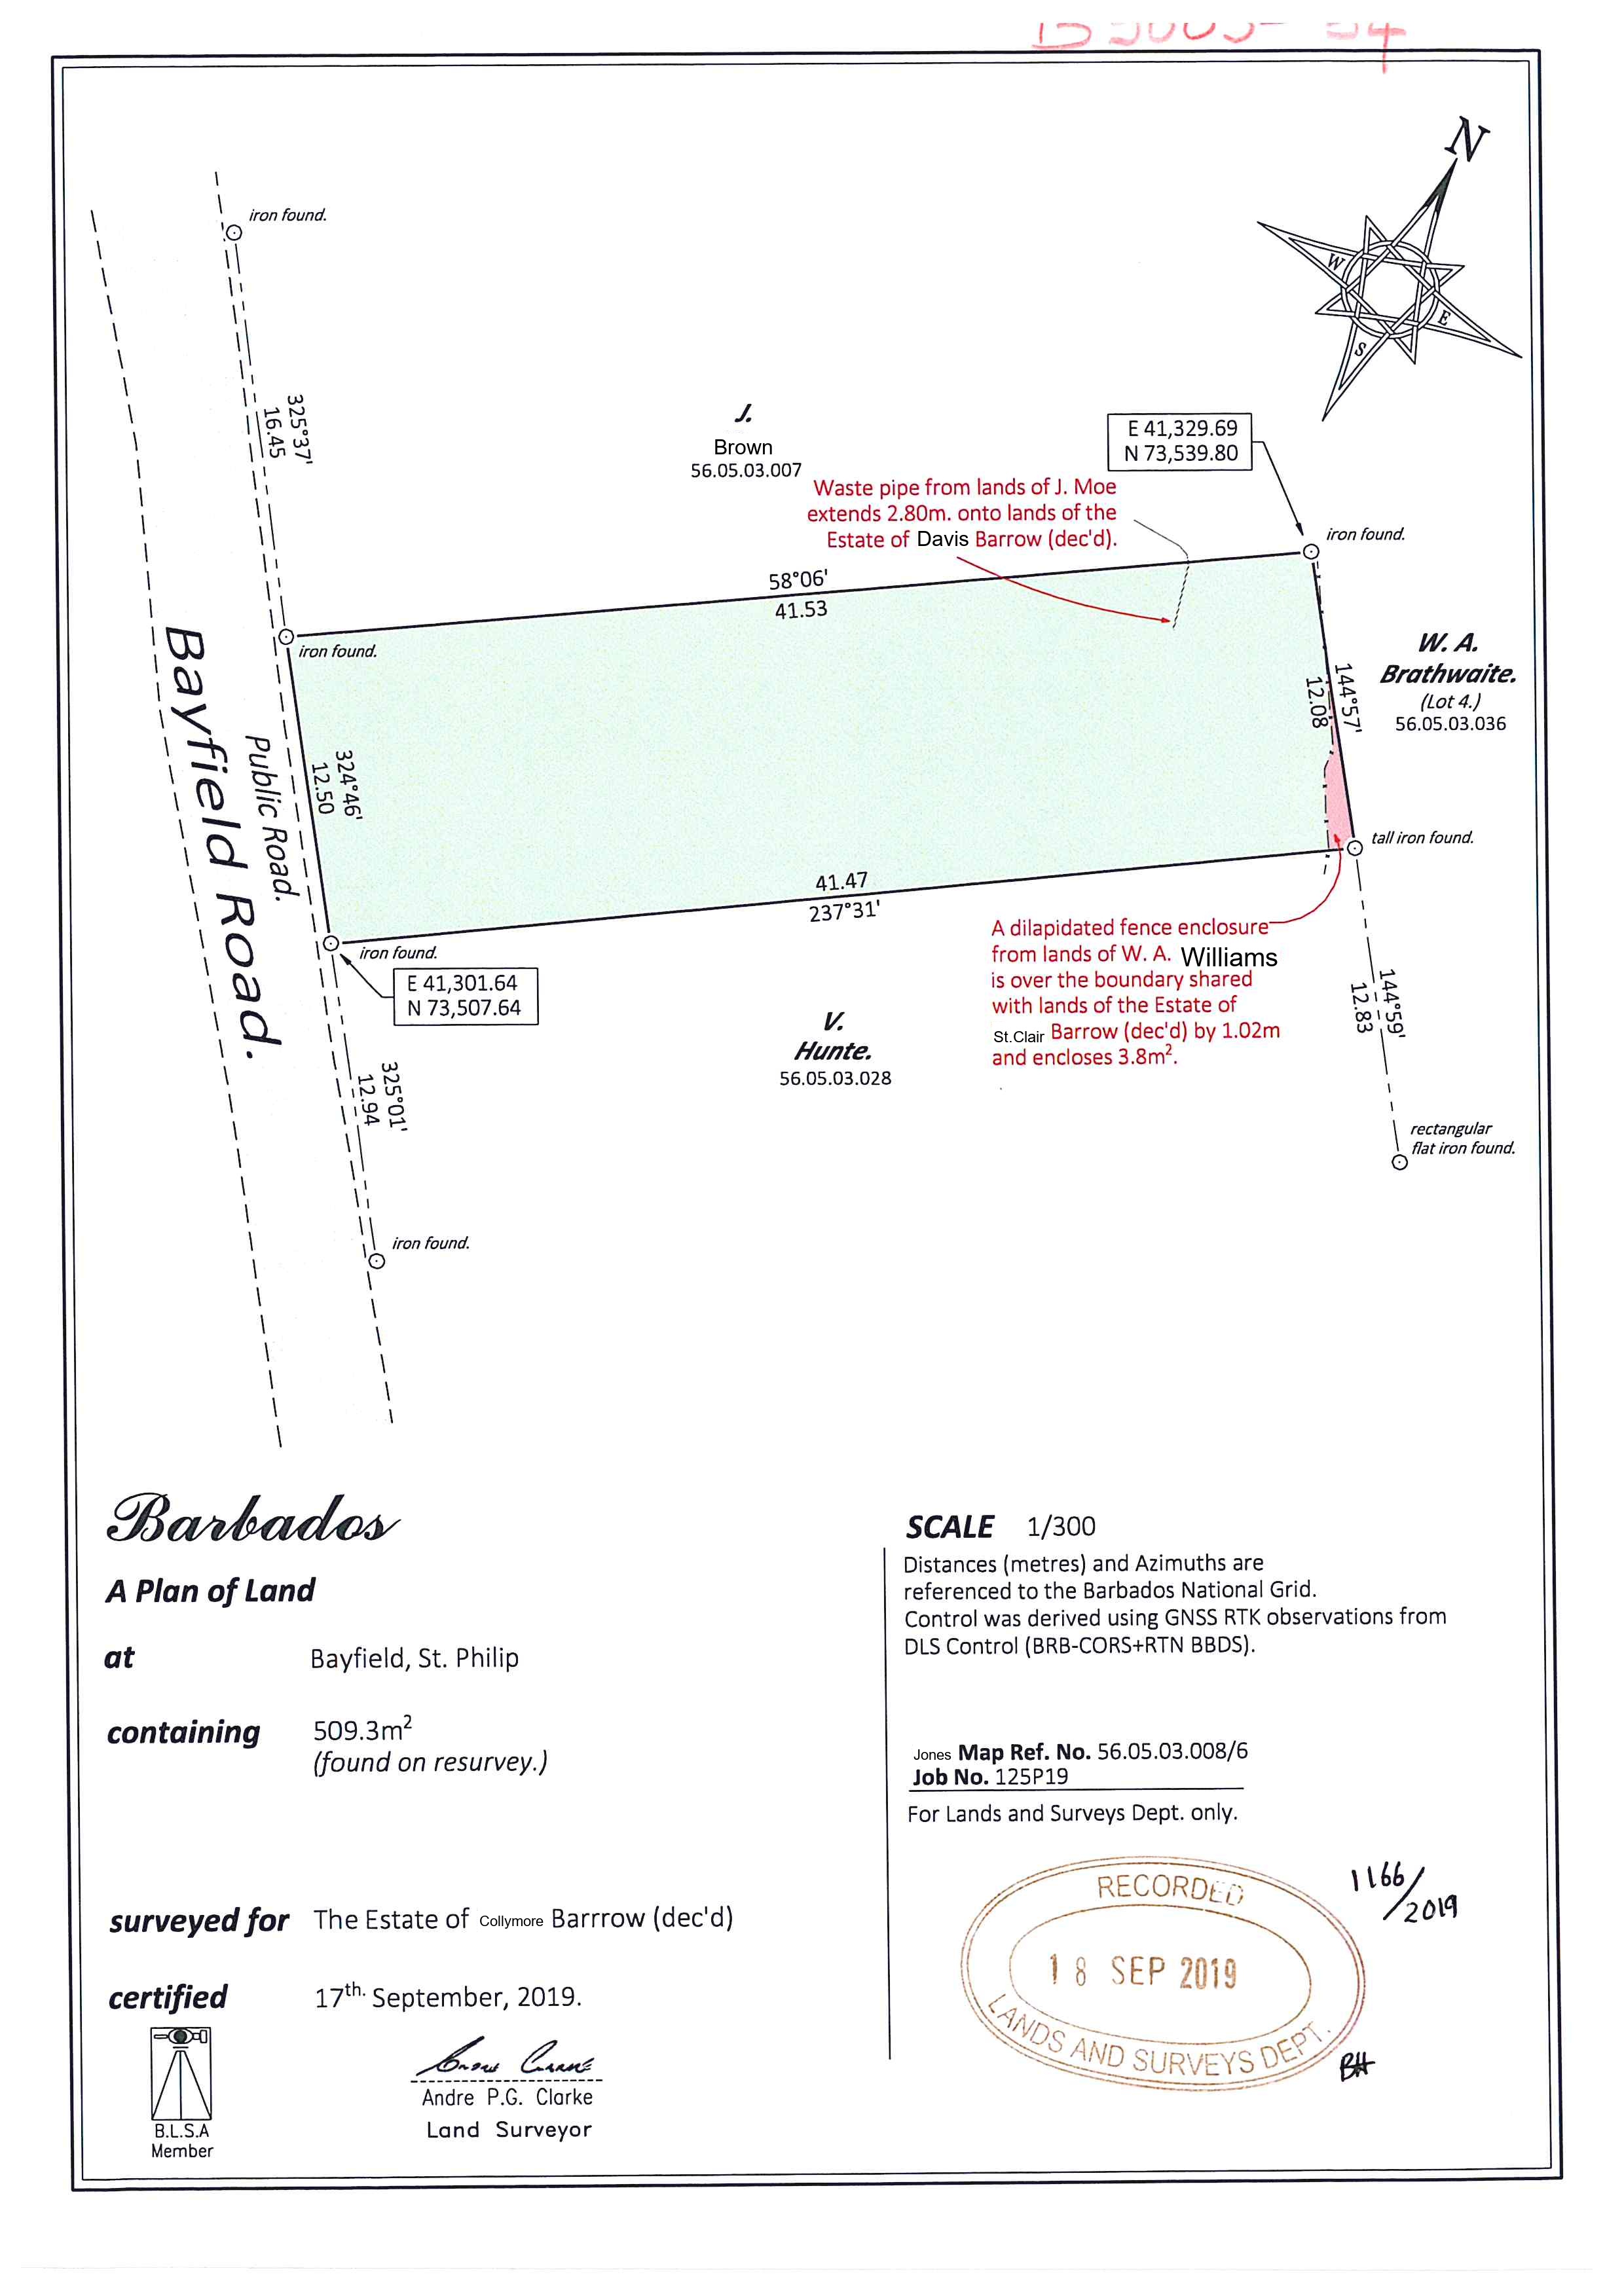 N
W
E
S
iron found.
325°37'
16.45
J.
Brown
56.05.03.007
E 41,329.69
N 73,539.80
Waste pipe from lands of J. Moe
extends 2.80m. onto lands of the
Estate of Davis Barrow (dec'd).
iron found.
58°06'
41.53
iron found.
W. A.
Brathwaite.
(Lot 4.)
56.05.03.036
144°57'
12.08
Bayfield Road.
Public Road.
324°46'
12.50
tall iron found.
41.47
237°31'
iron found.
E 41,301.64
N 73,507.64
A dilapidated fence enclosure
from lands of W. A. Williams
is over the boundary shared
with lands of the Estate of
St.Clair Barrow (dec'd) by 1.02m
and encloses 3.8m².
V.
Hunte.
56.05.03.028
144°59'
12.83
325°01'
12.94
rectangular
flat iron found.
iron found.
Barbados
A Plan of Land
at Bayfield, St. Philip
containing 509.3m²
(found on resurvey.)
surveyed for The Estate of Collymore Barrrow (dec'd)
certified 17th. September, 2019.
B.L.S.A
Member
Andre P.G. Clarke
Land Surveyor
SCALE 1/300
Distances (metres) and Azimuths are
referenced to the Barbados National Grid.
Control was derived using GNSS RTK observations from
DLS Control (BRB-CORS+RTN BBDS).
Jones Map Ref. No. 56.05.03.008/6
Job No. 125P19
For Lands and Surveys Dept. only.
RECORDED
18 SEP 2019
LANDS AND SURVEYS DEPT.
1166/2019
BH